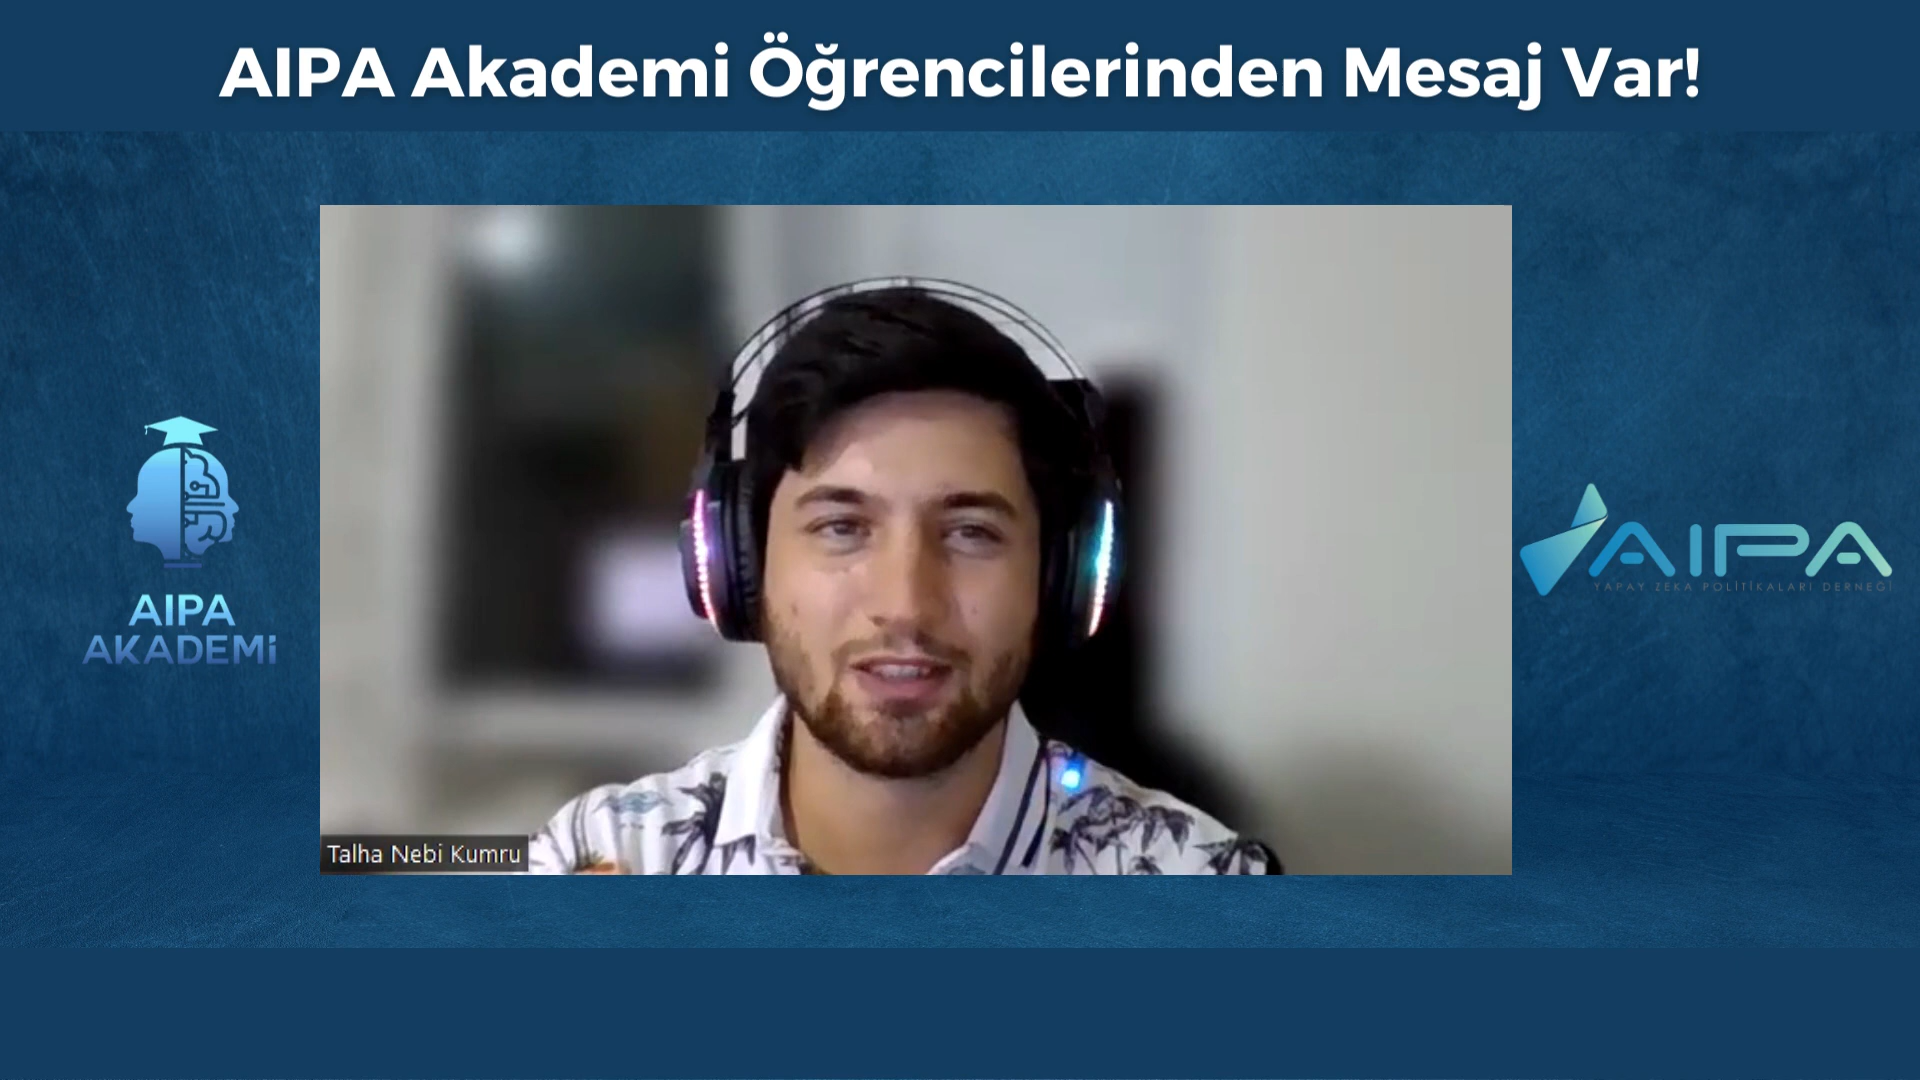 AIPA Akademi Öğrencilerinden Mesaj Var!
AIPA
AKADEMİ
Talha Nebi Kumru
AIPA
YAPAY ZEKA POLİTİKALARI DERNEĞİ